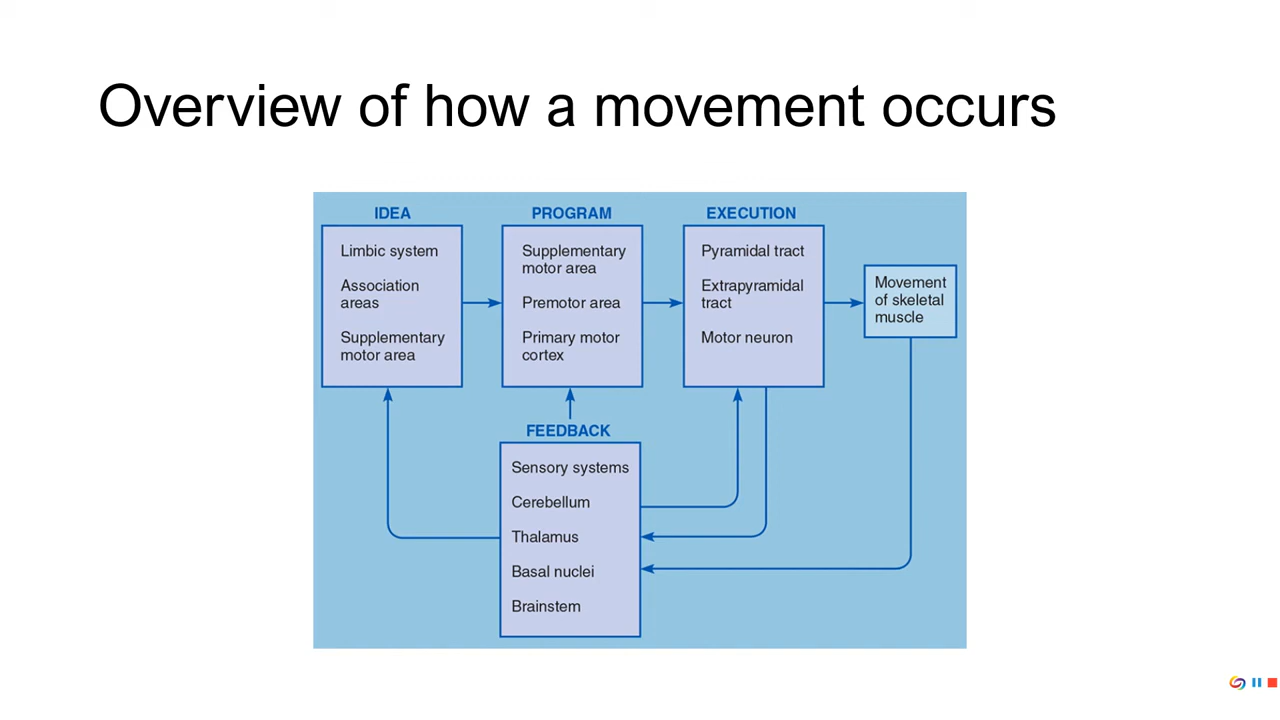 Overview of how a movement occurs
IDEA
Limbic system
Association
areas
Supplementary
motor area
PROGRAM
Supplementary
motor area
Premotor area
Primary motor
cortex
EXECUTION
Pyramidal tract
Extrapyramidal
tract
Motor neuron
Movement
of skeletal
muscle
FEEDBACK
Sensory systems
Cerebellum
Thalamus
Basal nuclei
Brainstem